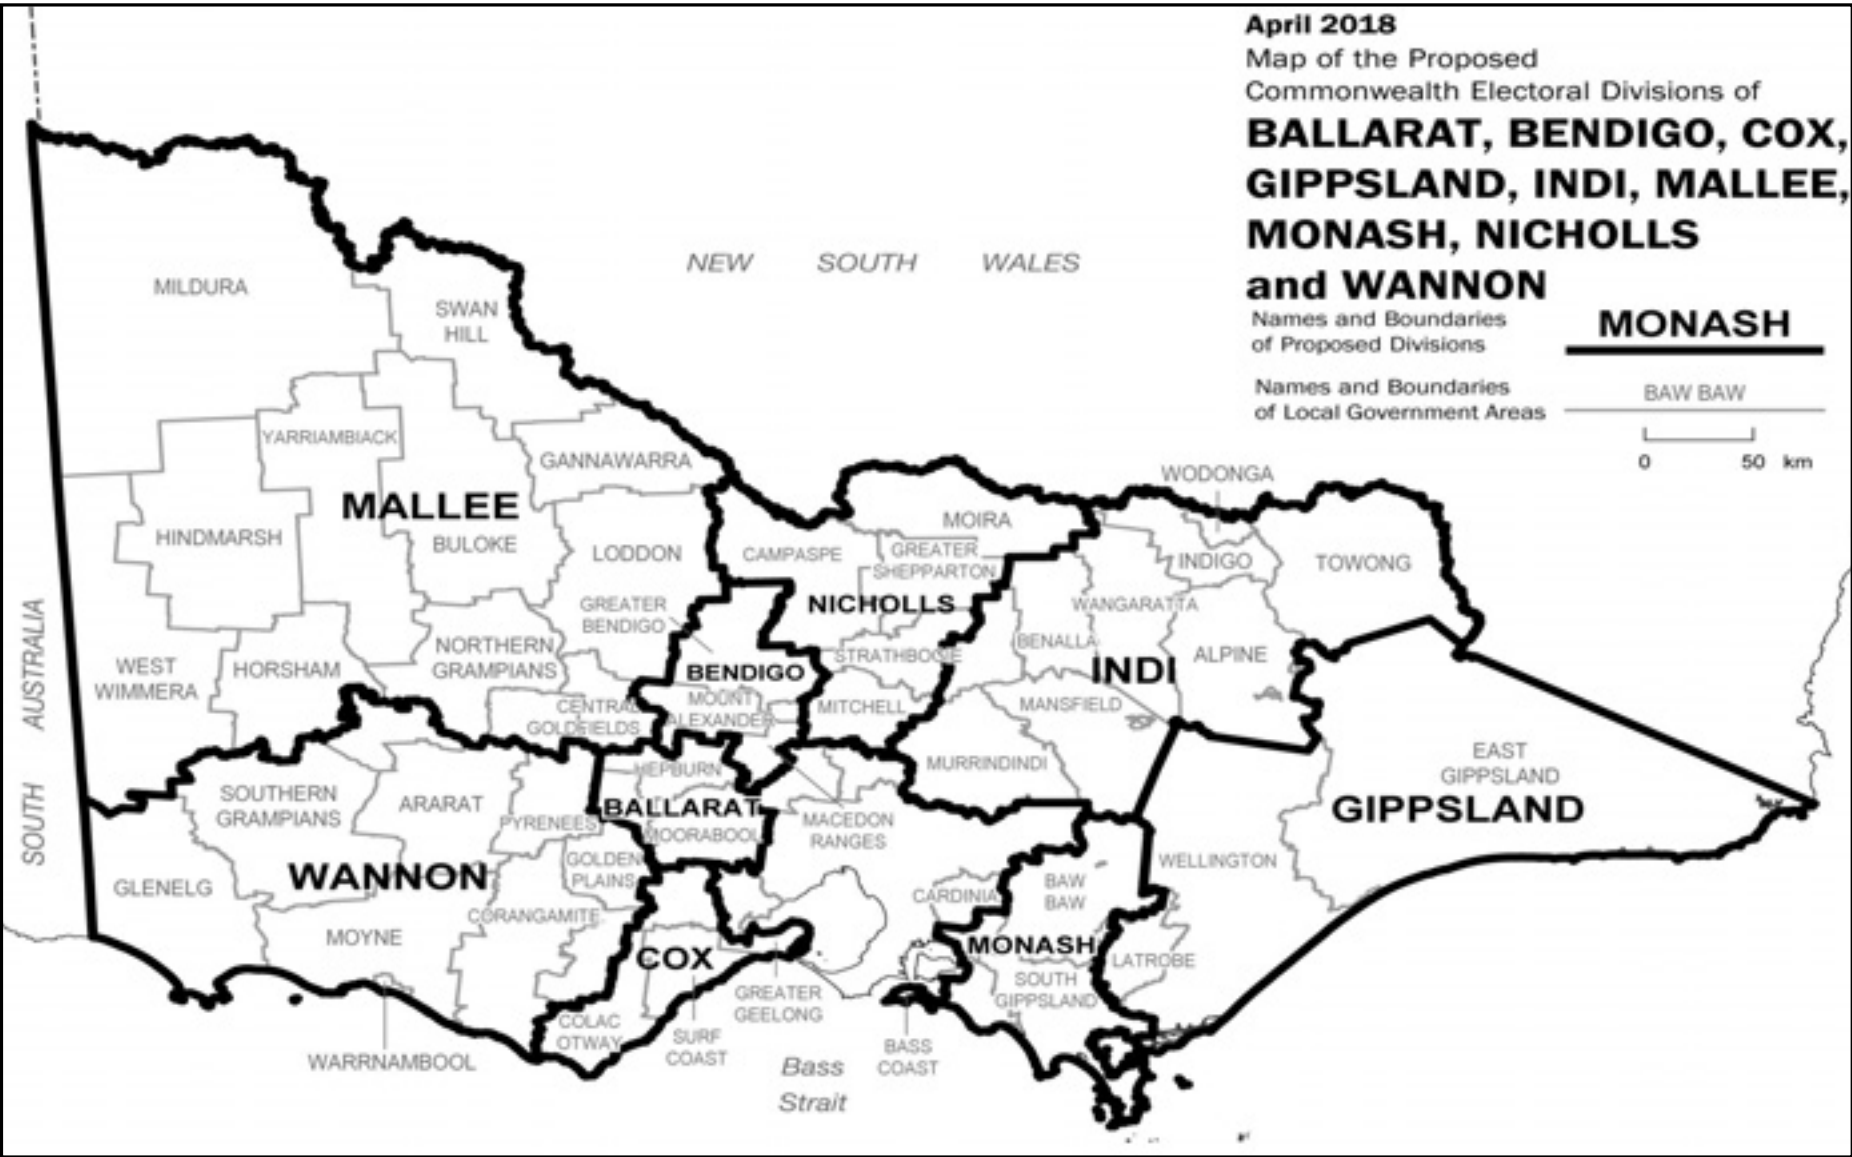 April 2018
Map of the Proposed
Commonwealth Electoral Divisions of
BALLARAT, BENDIGO, COX,
GIPPSLAND, INDI, MALLEE,
MONASH, NICHOLLS
and WANNON
Names and Boundaries
of Proposed Divisions
MONASH
Names and Boundaries
of Local Government Areas
BAW BAW
0 50 km
NEW SOUTH WALES
MILDURA
SWAN
HILL
YARRIAMBIACK
GANNAWARRA
MALLEE
HINDMARSH
BULOKE
LODDON
WODONGA
MOIRA
CAMPASPE
GREATER
SHEPPARTON
INDIGO
TOWONG
NICHOLLS
WANGARATTA
GREATER
BENDIGO
BENALLA
STRATHBOGIE
ALPINE
INDI
WEST
WIMMERA
HORSHAM
NORTHERN
GRAMPIANS
BENDIGO
MOUNT
ALEXANDER
MITCHELL
MANSFIELD
CENTRAL
GOLDFIELDS
SOUTH AUSTRALIA
HEPBURN
MURRINDINDI
EAST
GIPPSLAND
GIPPSLAND
SOUTHERN
GRAMPIANS
ARARAT
PYRENEES
BALLARAT
MOORABOOL
MACEDON
RANGES
WANNON
GOLDEN
PLAINS
WELLINGTON
GLENELG
CORANGAMITE
CARDINIA
BAW
BAW
MOYNE
COX
MONASH
LATROBE
SOUTH
GIPPSLAND
GREATER
GEELONG
COLAC
OTWAY
SURF
COAST
BASS
COAST
WARRNAMBOOL
Bass
Strait